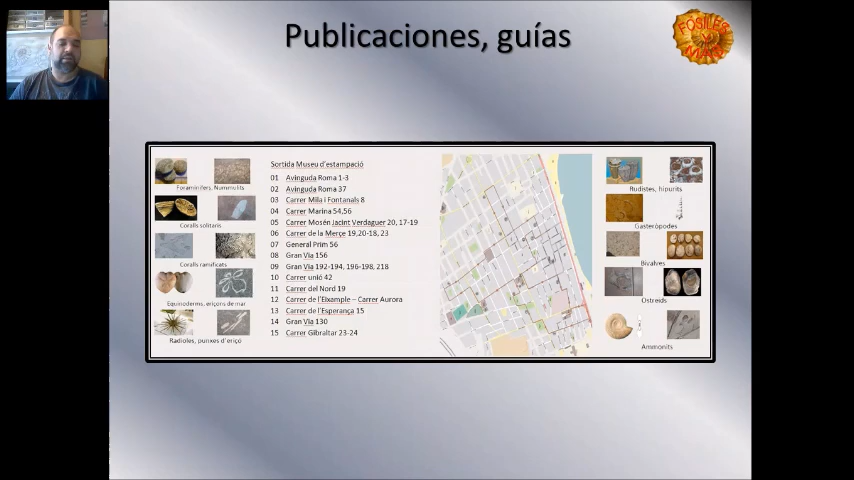 Publicaciones, guías
FÓSILES
MATE
Foraminífers, Nummulits
Coralls solitaris
Coralls ramificats
Equinoderms, eriçons de mar
Radioles, punxes d'eriçó
Sortida Museu d'estampació
01 Avinguda Roma 1-3
02 Avinguda Roma 37
03 Carrer Mila i Fontanals 8
04 Carrer Marina 54,56
05 Carrer Mosén Jacint Verdaguer 20, 17-19
06 Carrer de la Merçe 19,20-18, 23
07 General Prim 56
08 Gran Via 156
09 Gran Via 192-194, 196-198, 218
10 Carrer unió 42
11 Carrer del Nord 19
12 Carrer de l'Eixample – Carrer Aurora
13 Carrer de l'Esperança 15
14 Gran Via 130
15 Carrer Gibraltar 23-24
Rudistes, hipurits
Gasteròpodes
Bivalves
Ostreids
Ammonits